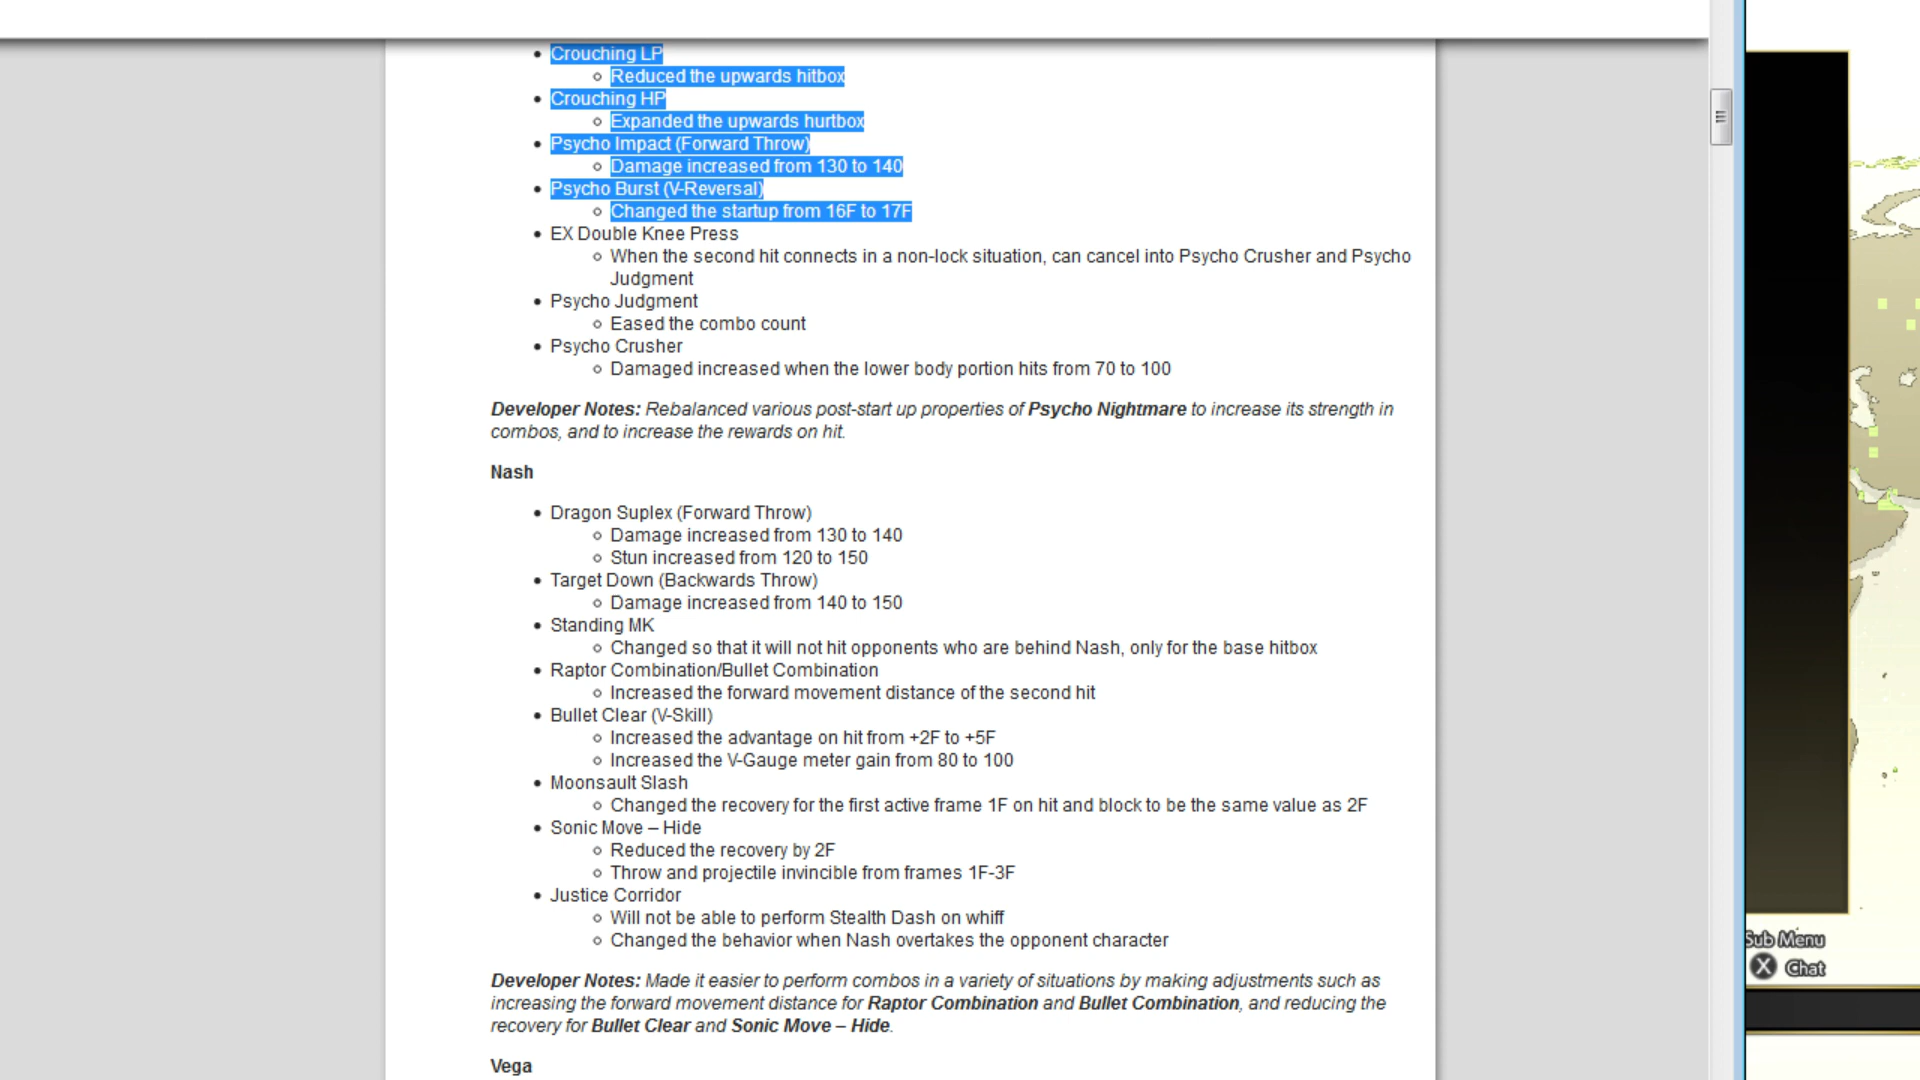 Crouching LP
Reduced the upwards hitbox
Crouching HP
Expanded the upwards hurtbox
Psycho Impact (Forward Throw)
Damage increased from 130 to 140
Psycho Burst (V-Reversal)
Changed the startup from 16F to 17F
EX Double Knee Press
When the second hit connects in a non-lock situation, can cancel into Psycho Crusher and Psycho
Judgment
Psycho Judgment
Eased the combo count
Psycho Crusher
Damaged increased when the lower body portion hits from 70 to 100
Developer Notes: Rebalanced various post-start up properties of Psycho Nightmare to increase its strength in
combos, and to increase the rewards on hit.
Nash
Dragon Suplex (Forward Throw)
Damage increased from 130 to 140
Stun increased from 120 to 150
Target Down (Backwards Throw)
Damage increased from 140 to 150
Standing MK
Changed so that it will not hit opponents who are behind Nash, only for the base hitbox
Raptor Combination/Bullet Combination
Increased the forward movement distance of the second hit
Bullet Clear (V-Skill)
Increased the advantage on hit from +2F to +5F
Increased the V-Gauge meter gain from 80 to 100
Moonsault Slash
Changed the recovery for the first active frame 1F on hit and block to be the same value as 2F
Sonic Move – Hide
Reduced the recovery by 2F
Throw and projectile invincible from frames 1F-3F
Justice Corridor
Will not be able to perform Stealth Dash on whiff
Changed the behavior when Nash overtakes the opponent character
Developer Notes: Made it easier to perform combos in a variety of situations by making adjustments such as
increasing the forward movement distance for Raptor Combination and Bullet Combination, and reducing the
recovery for Bullet Clear and Sonic Move – Hide.
Vega
Sub Menu
X Chat